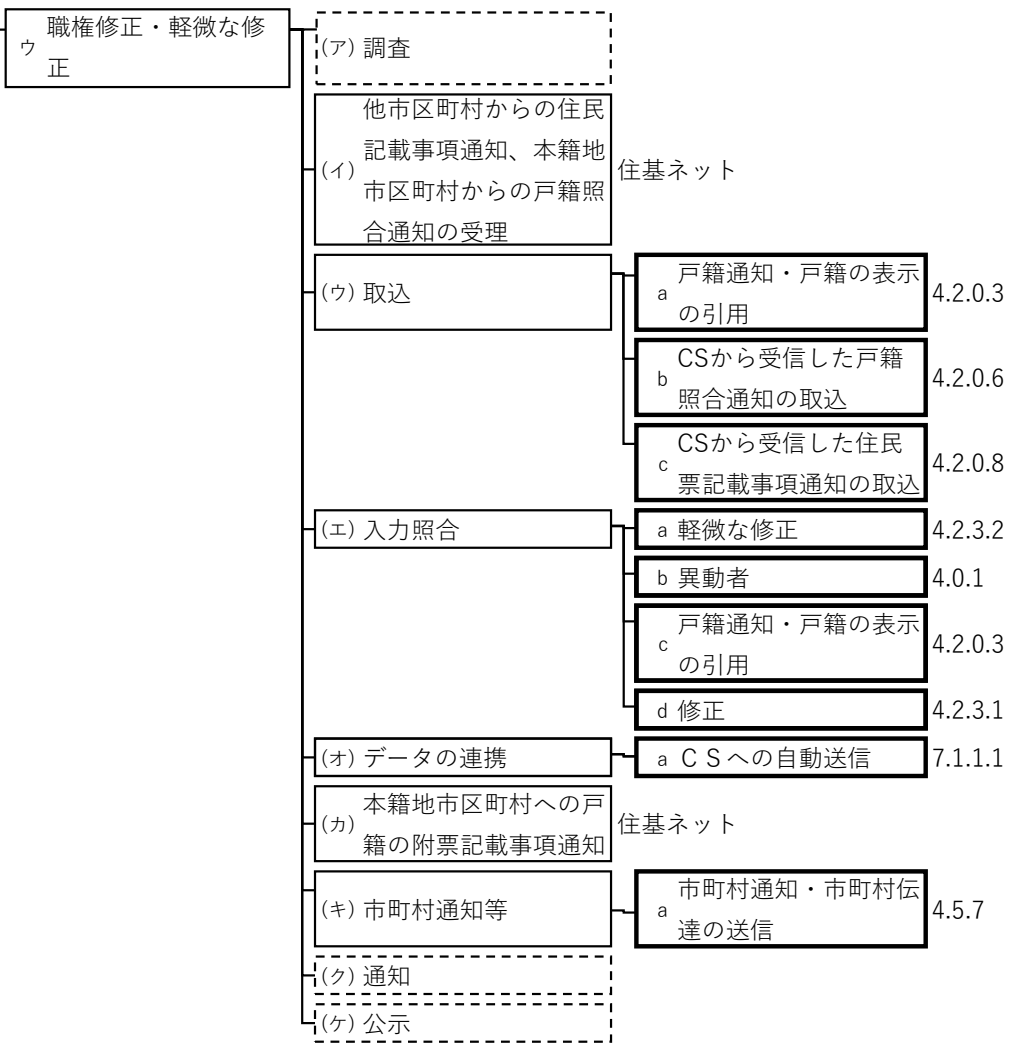 ウ 職権修正・軽微な修
正
(ア) 調査
(イ) 他市区町村からの住民
記載事項通知、本籍地
市区町村からの戸籍照
合通知の受理
住基ネット
(ウ) 取込
a 戸籍通知・戸籍の表示
の引用
4.2.0.3
b CSから受信した戸籍
照合通知の取込
4.2.0.6
c CSから受信した住民
票記載事項通知の取込
4.2.0.8
(エ) 入力照合
a 軽微な修正 4.2.3.2
b 異動者 4.0.1
c 戸籍通知・戸籍の表示
の引用
4.2.0.3
d 修正 4.2.3.1
(オ) データの連携
a ＣＳへの自動送信 7.1.1.1
(カ) 本籍地市区町村への戸
籍の附票記載事項通知
住基ネット
(キ) 市町村通知等
a 市町村通知・市町村伝
達の送信
4.5.7
(ク) 通知
(ケ) 公示